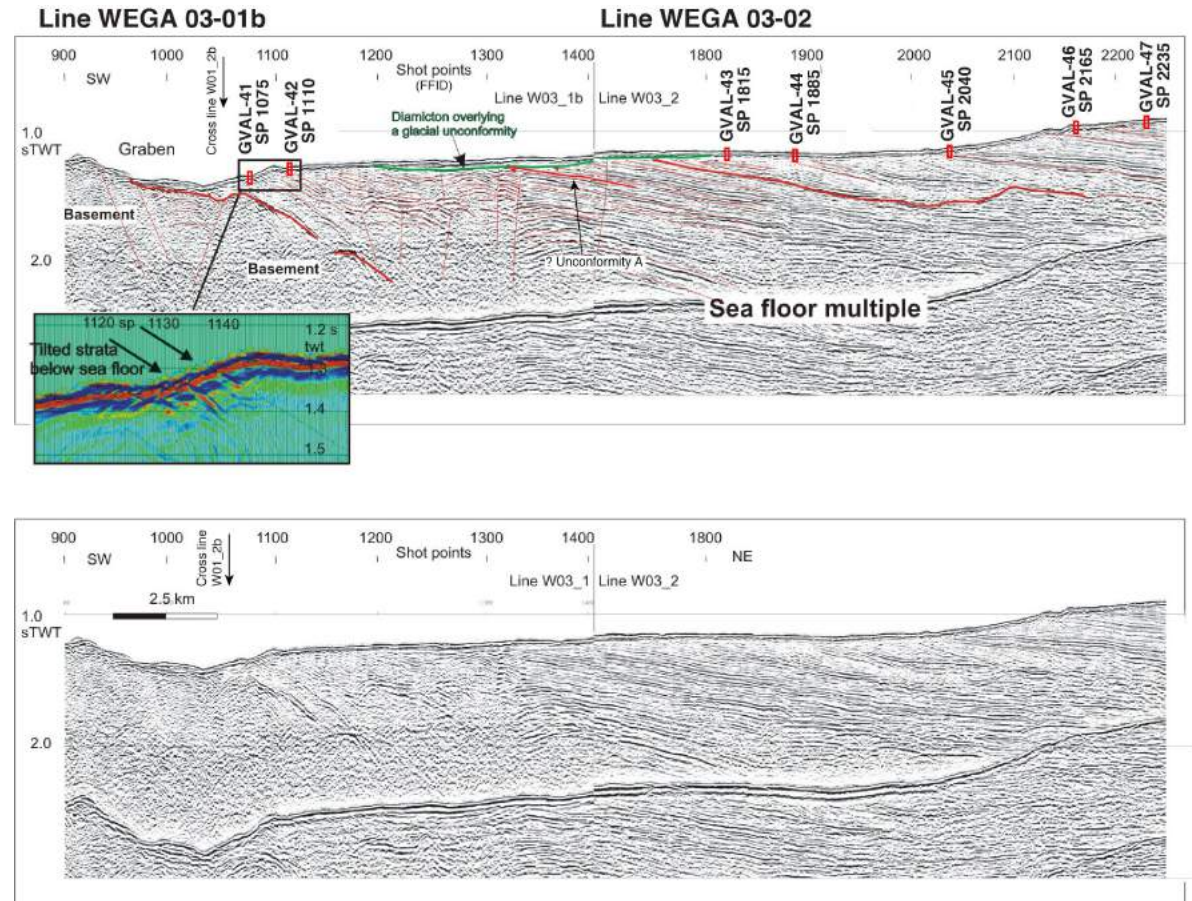 Line WEGA 03-01b
Line WEGA 03-02
900 1000 1100 1200 1300 1400 1800 1900 2000 2100 2200
SW
Cross line W01_2b
GVAL-41
SP 1075
GVAL-42
SP 1110
Shot points
(FFID)
Line W03_1b
Line W03_2
GVAL-43
SP 1815
GVAL-44
SP 1885
GVAL-45
SP 2040
GVAL-46
SP 2165
GVAL-47
SP 2235
1.0
sTWT
Graben
Diamicton overlying
a glacial unconformity
Basement
2.0
Basement
? Unconformity A
Sea floor multiple
1120 sp 1130 1140
1.2 s
twt
Tilted strata
below sea floor
1.3
1.4
1.5
900 1000 1100 1200 1300 1400 1800
SW
Cross line
W01_2b
Shot points
NE
Line W03_1
Line W03_2
2.5 km
1.0
sTWT
2.0